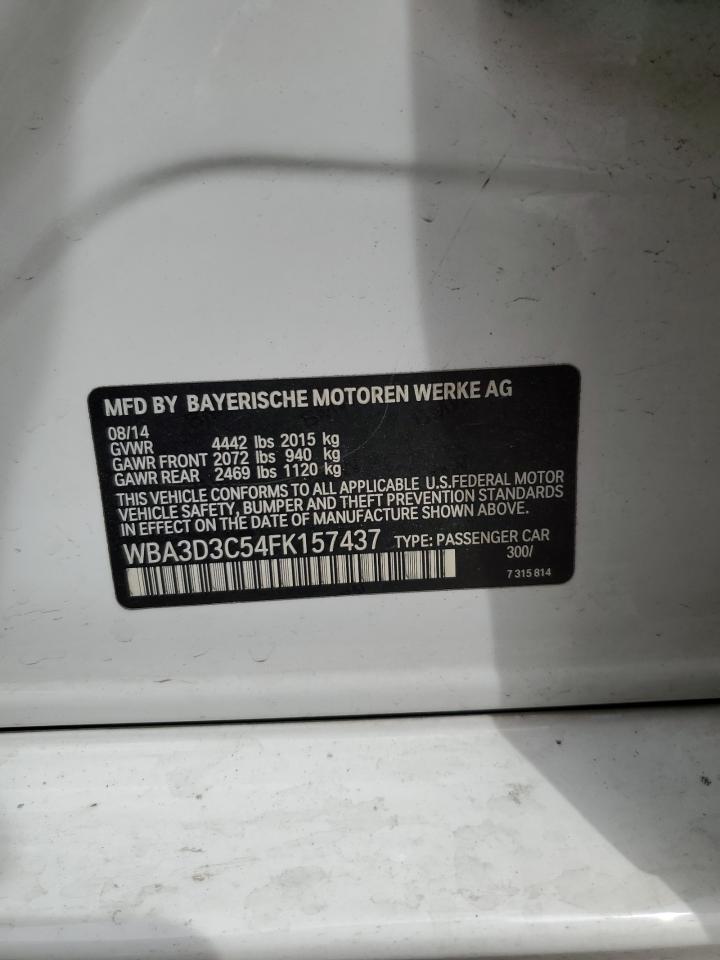 MFD BY BAYERISCHE MOTOREN WERKE AG
08/14
GVWR 4442 lbs 2015 kg
GAWR FRONT 2072 lbs 940 kg
GAWR REAR 2469 lbs 1120 kg
THIS VEHICLE CONFORMS TO ALL APPLICABLE U.S.FEDERAL MOTOR
VEHICLE SAFETY, BUMPER AND THEFT PREVENTION STANDARDS
IN EFFECT ON THE DATE OF MANUFACTURE SHOWN ABOVE.
WBA3D3C54FK157437 TYPE: PASSENGER CAR
300/
7 315 814